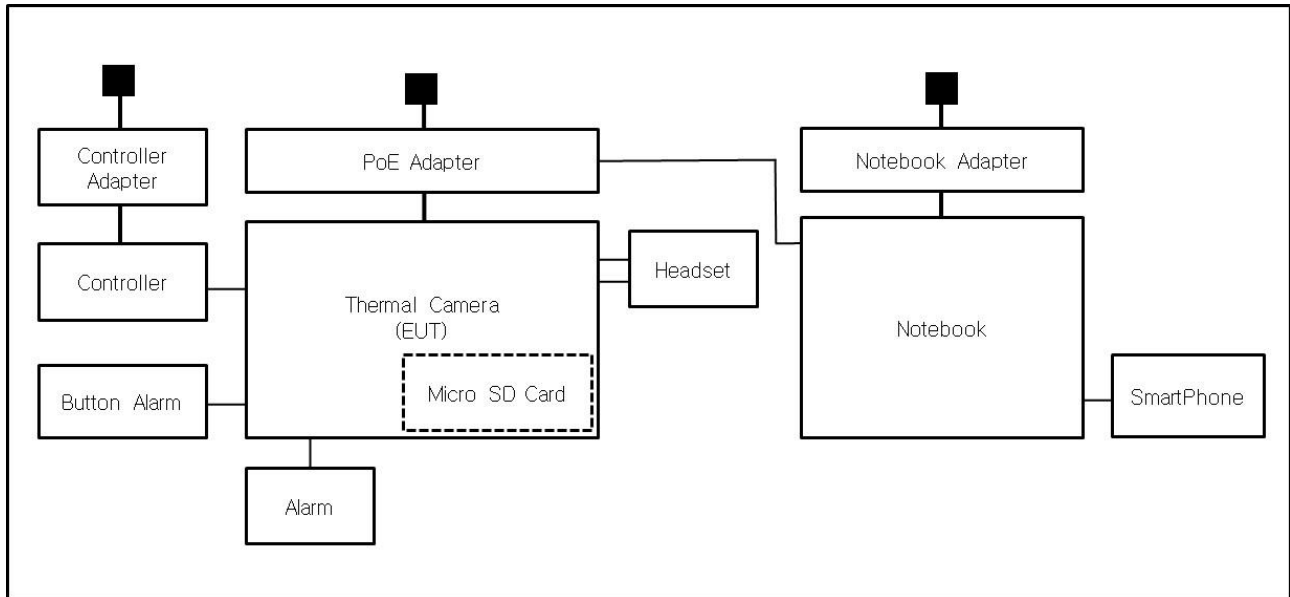 Controller
Adapter
PoE Adapter
Notebook Adapter
Controller
Headset
Thermal Camera
(EUT)
Notebook
Micro SD Card
Button Alarm
SmartPhone
Alarm